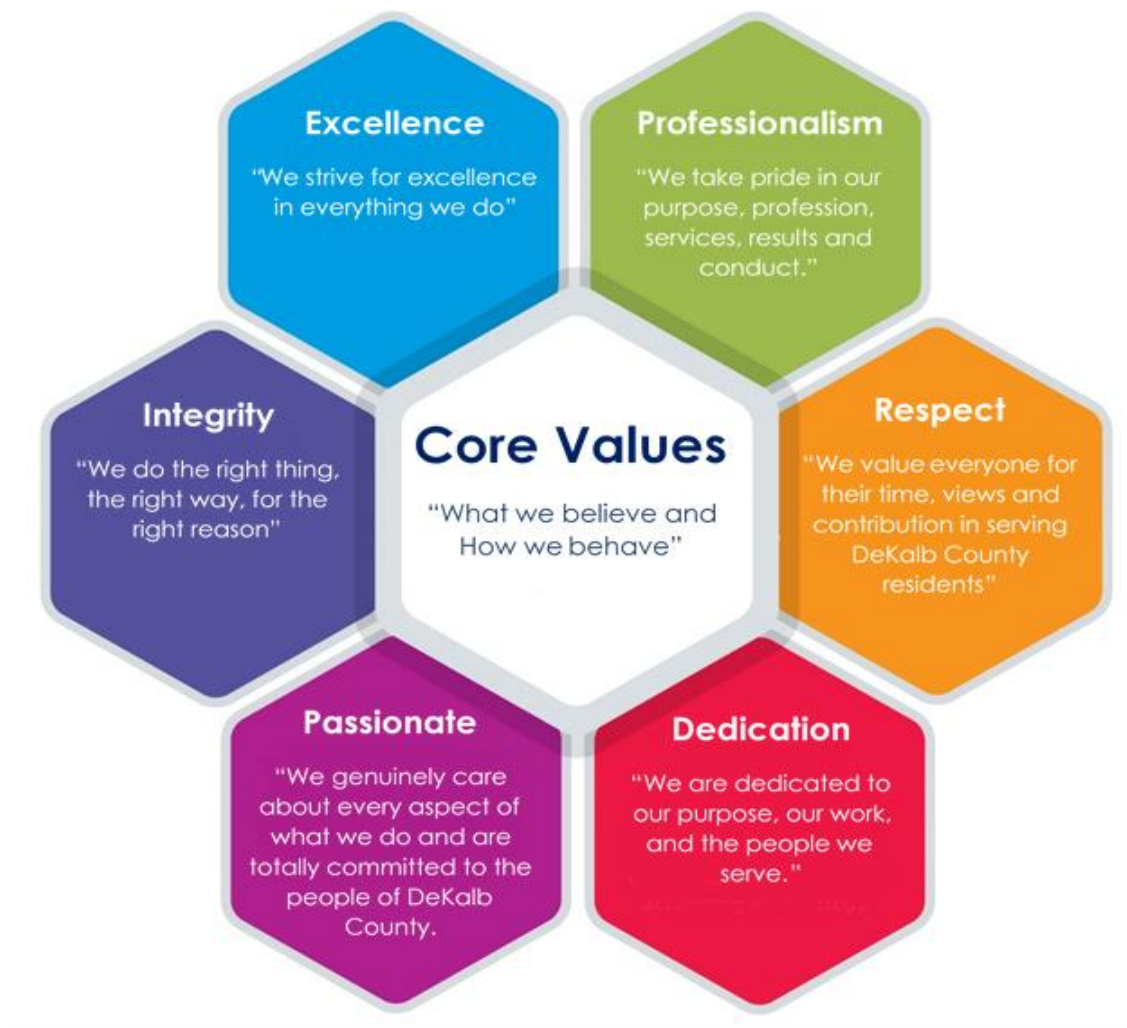 Excellence
“We strive for excellence
in everything we do”
Professionalism
“We take pride in our
purpose, profession,
services, results and
conduct.”
Integrity
“We do the right thing,
the right way, for the
right reason”
Core Values
“What we believe and
How we behave”
Respect
“We value everyone for
their time, views and
contribution in serving
DeKalb County
residents”
Passionate
“We genuinely care
about every aspect of
what we do and are
totally committed to the
people of DeKalb
County.
Dedication
“We are dedicated to
our purpose, our work,
and the people we
serve.”